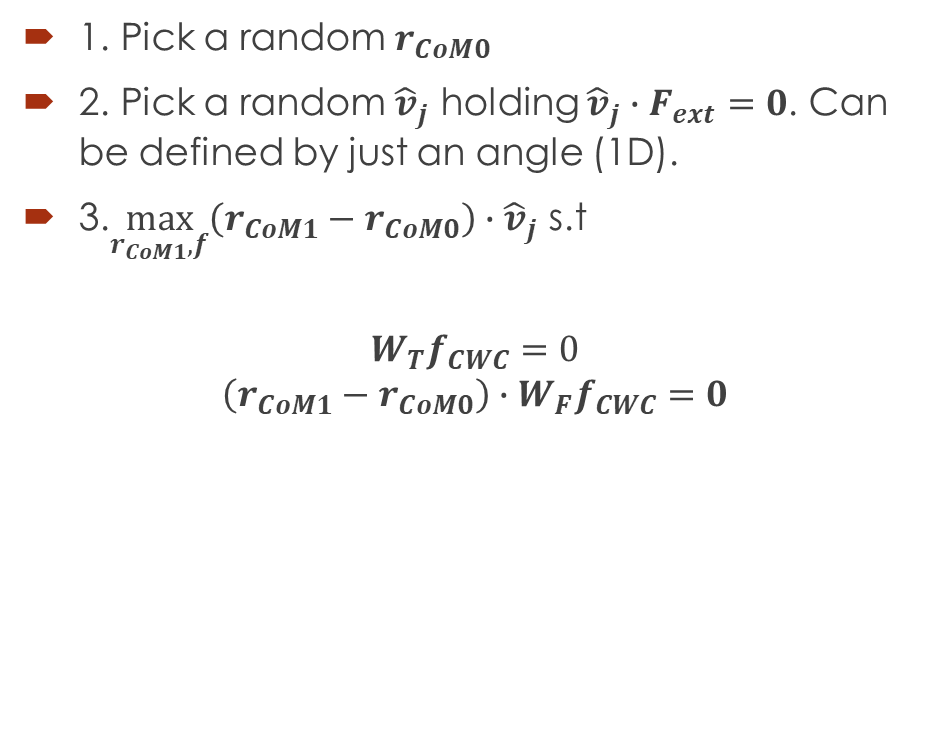 1. Pick a random r_CoM0
2. Pick a random v̂_j holding v̂_j · F_ext = 0. Can
be defined by just an angle (1D).
3. max (r_CoM1 − r_CoM0) · v̂_j s.t
r_CoM1,f
W_T f_CWC = 0
(r_CoM1 − r_CoM0) · W_F f_CWC = 0